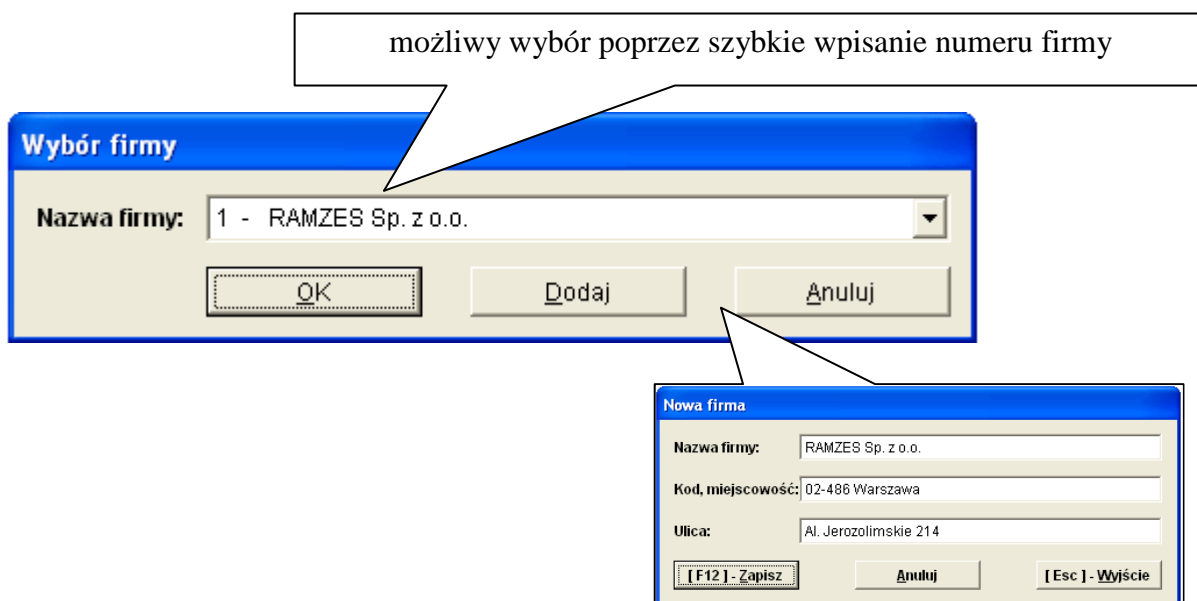 możliwy wybór poprzez szybkie wpisanie numeru firmy
Wybór firmy
Nazwa firmy: 1 - RAMZES Sp. z o.o.
OK Dodaj Anuluj
Nowa firma
Nazwa firmy: RAMZES Sp. z o.o.
Kod, miejscowość: 02-486 Warszawa
Ulica: Al. Jerozolimskie 214
[ F12 ] - Zapisz Anuluj [ Esc ] - Wyjście